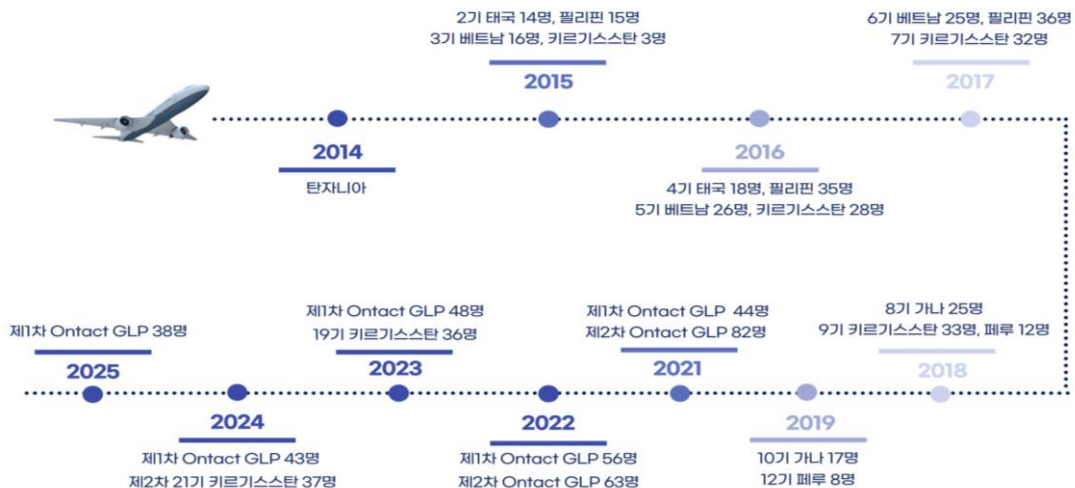 2기 태국 14명, 필리핀 15명
3기 베트남 16명, 키르기스스탄 3명
2015
6기 베트남 25명, 필리핀 36명
7기 키르기스스탄 32명
2017
2014
탄자니아
2016
4기 태국 18명, 필리핀 35명
5기 베트남 26명, 키르기스스탄 28명
제1차 Ontact GLP 38명
2025
제1차 Ontact GLP 48명
19기 키르기스스탄 36명
2023
제1차 Ontact GLP 44명
제2차 Ontact GLP 82명
2021
8기 가나 25명
9기 키르기스스탄 33명, 페루 12명
2018
2024
제1차 Ontact GLP 43명
제2차 21기 키르기스스탄 37명
2022
제1차 Ontact GLP 56명
제2차 Ontact GLP 63명
2019
10기 가나 17명
12기 페루 8명